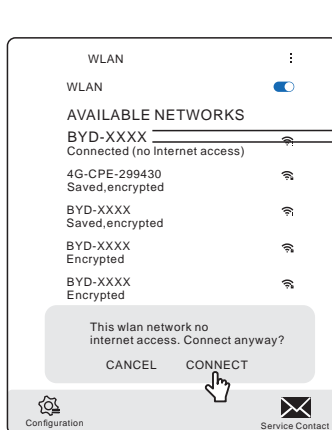 WLAN
WLAN
AVAILABLE NETWORKS
BYD-XXXX
Connected (no Internet access)
4G-CPE-299430
Saved,encrypted
BYD-XXXX
Saved,encrypted
BYD-XXXX
Encrypted
BYD-XXXX
Encrypted
This wlan network no
internet access. Connect anyway?
CANCEL CONNECT
Configuration
Service Contact